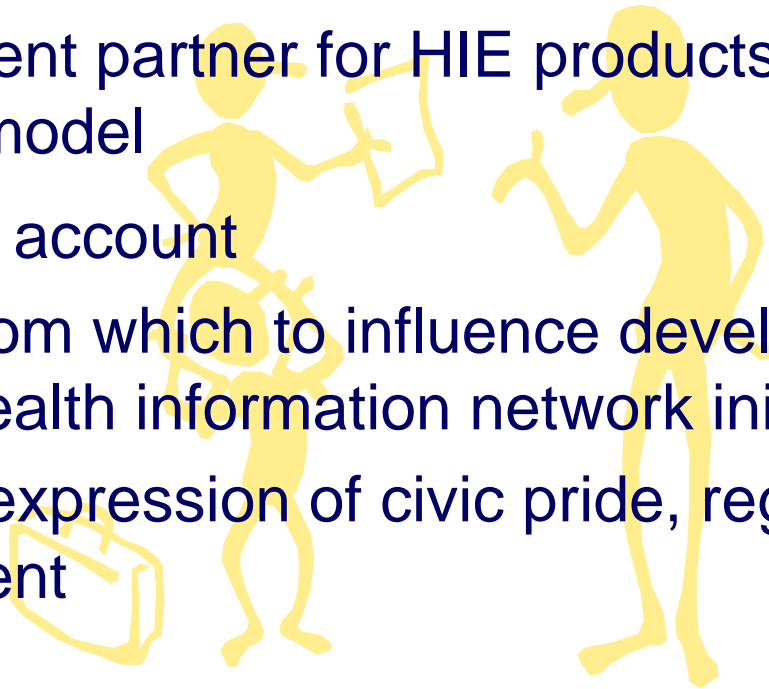 ent partner for HIE products
model
account
om which to influence devel
ealth information network ini
expression of civic pride, reg
ent